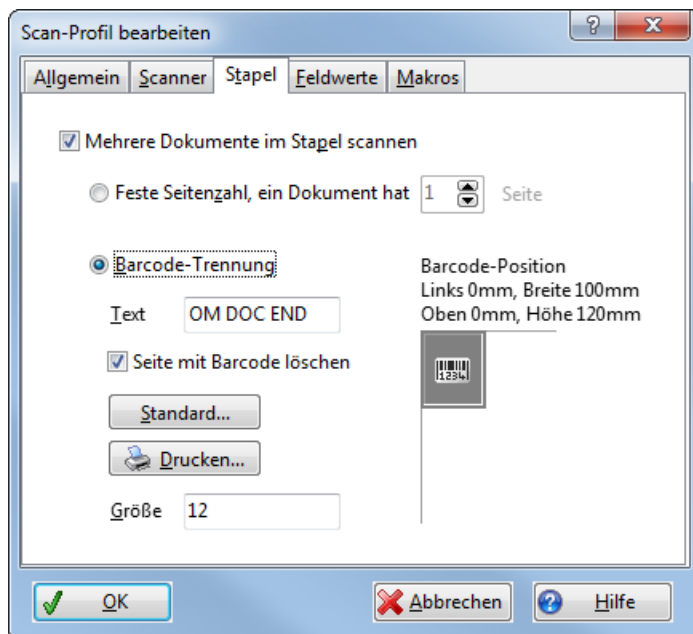 Scan-Profil bearbeiten
?
Allgemein Scanner Stapel Feldwerte Makros
Mehrere Dokumente im Stapel scannen
Feste Seitenzahl, ein Dokument hat 1 Seite
Barcode-Trennung
Barcode-Position
Links 0mm, Breite 100mm
Oben 0mm, Höhe 120mm
Text OM DOC END
1234
Seite mit Barcode löschen
Standard...
Drucken...
Größe 12
OK Abbrechen ? Hilfe